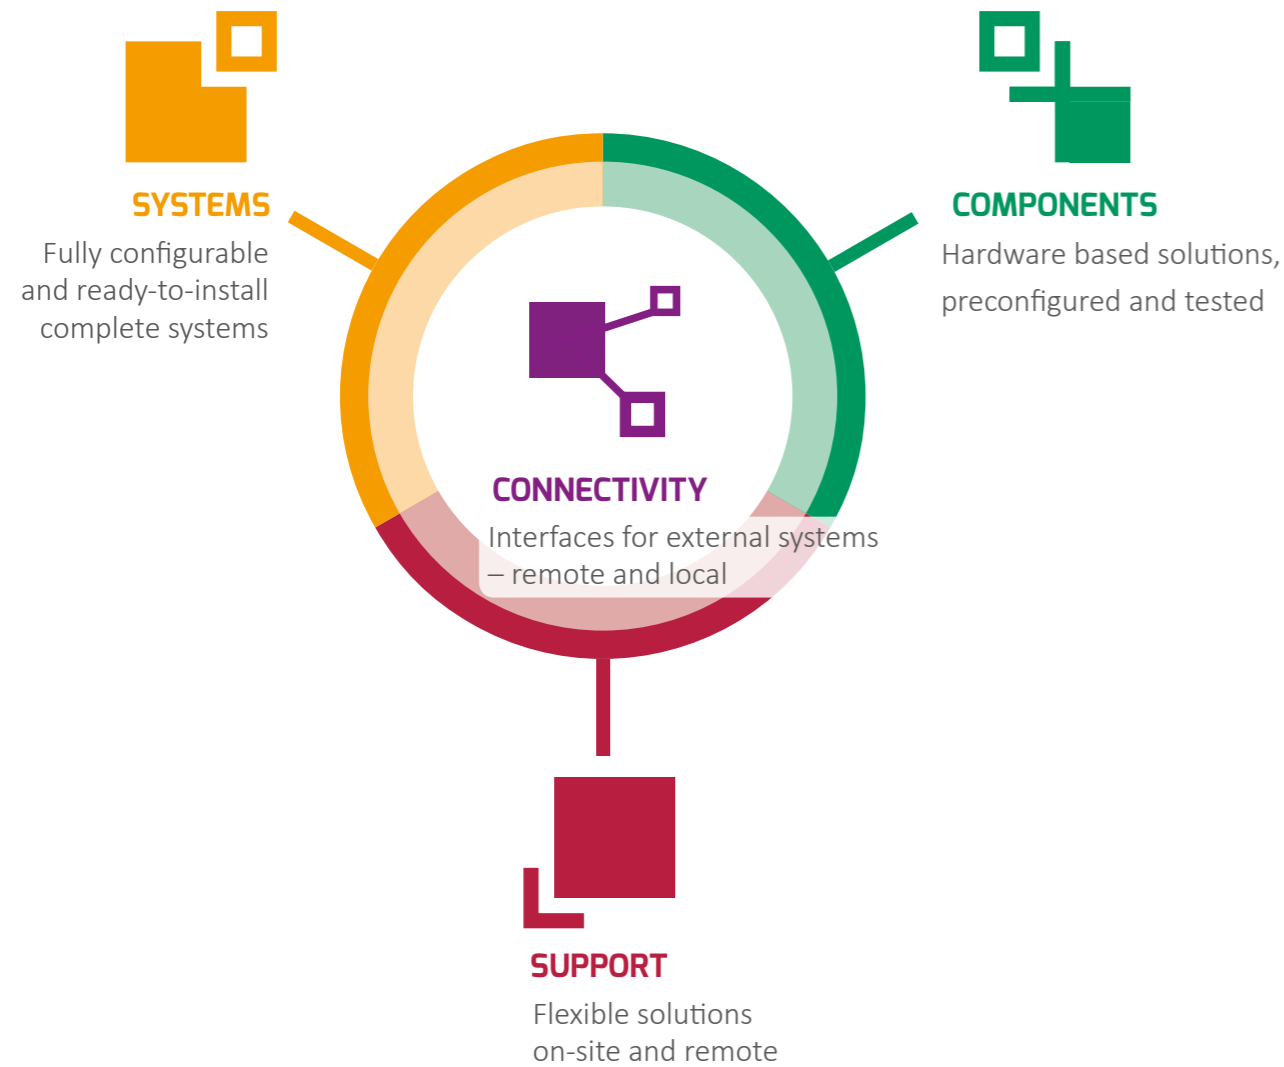 SYSTEMS
Fully configurable
and ready-to-install
complete systems
COMPONENTS
Hardware based solutions,
preconfigured and tested
CONNECTIVITY
Interfaces for external systems
– remote and local
SUPPORT
Flexible solutions
on-site and remote